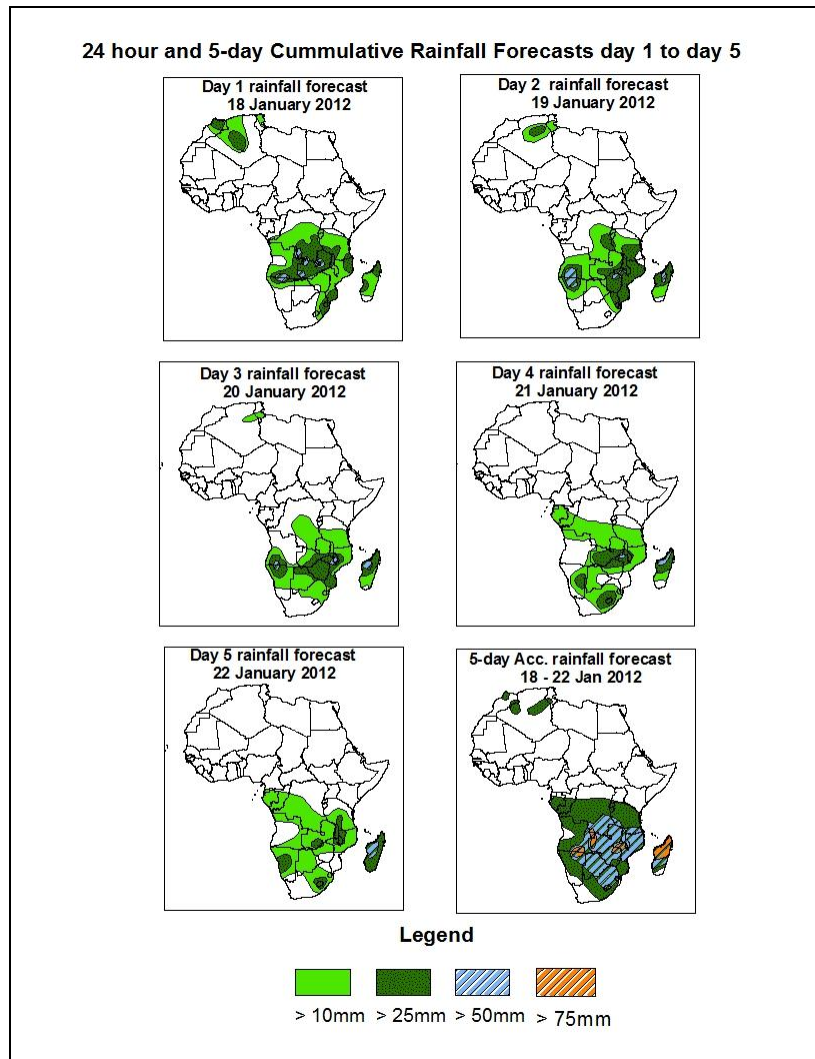 24 hour and 5-day Cummulative Rainfall Forecasts day 1 to day 5
Day 1 rainfall forecast
18 January 2012
Day 2 rainfall forecast
19 January 2012
Day 3 rainfall forecast
20 January 2012
Day 4 rainfall forecast
21 January 2012
Day 5 rainfall forecast
22 January 2012
5-day Acc. rainfall forecast
18 - 22 Jan 2012
Legend
> 10mm > 25mm > 50mm > 75mm